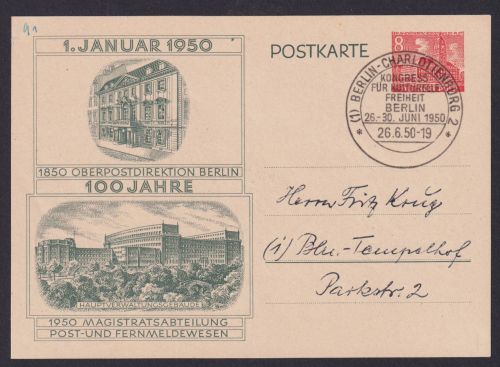 91
1. JANUAR 1950
1850 OBERPOSTDIREKTION BERLIN
100 JAHRE
HAUPTVERWALTUNGSGEBÄUDE
1950 MAGISTRATSABTEILUNG
POST- UND FERNMELDEWESEN
POSTKARTE
8
(1) BERLIN-CHARLOTTENBURG 2
KONGRESS
FÜR KULTURELLE
FREIHEIT
BERLIN
26.-30. JUNI 1950
* 26.6.50-19 *
Herrn Fritz Krug
(1) Bln.-Tempelhof
Parkstr. 2